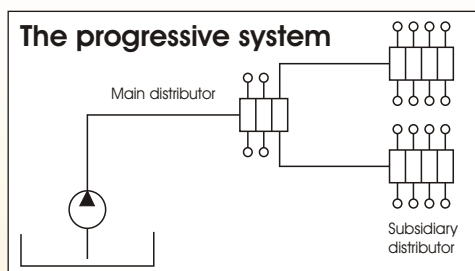 The progressive system
Main distributor
Subsidiary
distributor